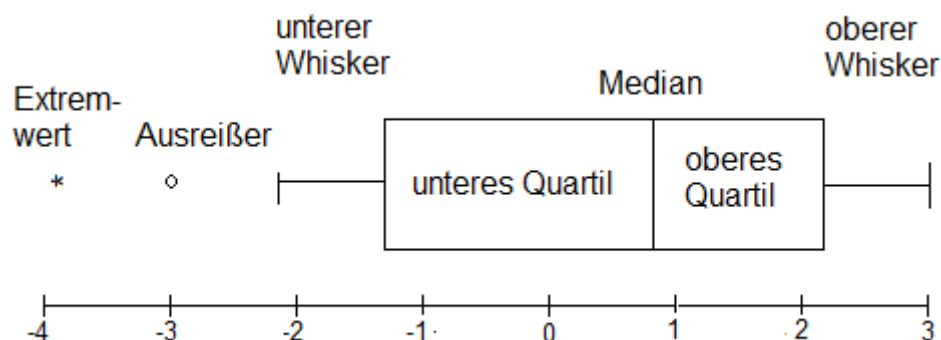 unterer
Whisker
oberer
Whisker
Median
Extrem-
wert
Ausreißer
unteres Quartil
oberes
Quartil
-4 -3 -2 -1 0 1 2 3